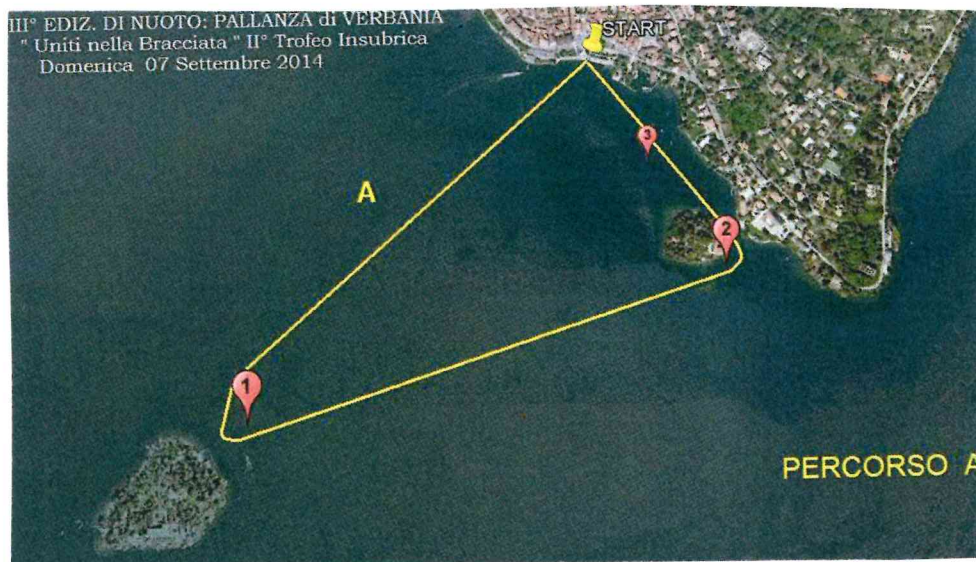 III° EDIZ. DI NUOTO: PALLANZA di VERBANIA
" Uniti nella Bracciata " II° Trofeo Insubrica
Domenica 07 Settembre 2014
START
3
A
2
1
PERCORSO A